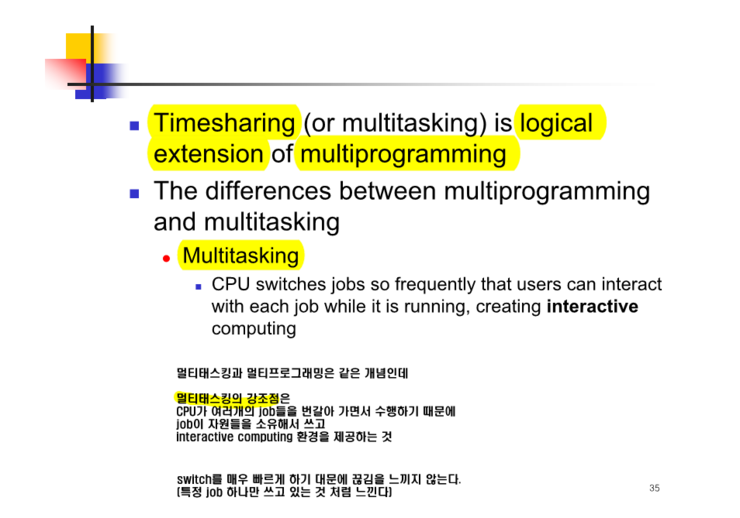 Timesharing (or multitasking) is logical
extension of multiprogramming
The differences between multiprogramming
and multitasking
Multitasking
CPU switches jobs so frequently that users can interact
with each job while it is running, creating interactive
computing
멀티태스킹과 멀티프로그래밍은 같은 개념인데
멀티태스킹의 강조점은
CPU가 여러개의 job들을 번갈아 가면서 수행하기 때문에
job이 자원들을 소유해서 쓰고
interactive computing 환경을 제공하는 것
switch를 매우 빠르게 하기 대문에 끊김을 느끼지 않는다.
(특정 job 하나만 쓰고 있는 것 처럼 느낀다)
35